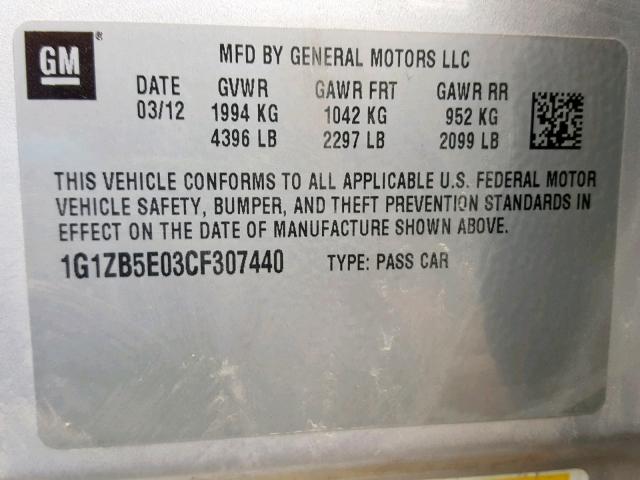 GM ®
MFD BY GENERAL MOTORS LLC
DATE GVWR GAWR FRT GAWR RR
03/12 1994 KG 1042 KG 952 KG
4396 LB 2297 LB 2099 LB
THIS VEHICLE CONFORMS TO ALL APPLICABLE U.S. FEDERAL MOTOR
VEHICLE SAFETY, BUMPER, AND THEFT PREVENTION STANDARDS IN
EFFECT ON THE DATE OF MANUFACTURE SHOWN ABOVE.
1G1ZB5E03CF307440 TYPE: PASS CAR